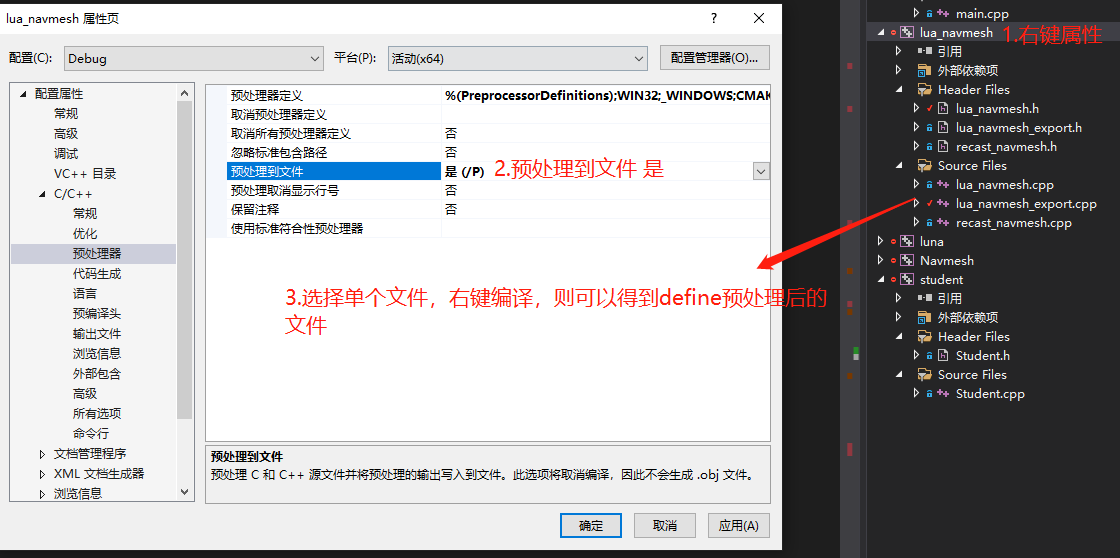 lua_navmesh 属性页
?
配置(C):
Debug
平台(P):
活动(x64)
配置管理器(O)...
配置属性
常规
高级
调试
VC++ 目录
C/C++
常规
优化
预处理器
代码生成
语言
预编译头
输出文件
浏览信息
外部包含
高级
所有选项
命令行
文档管理程序
XML 文档生成器
浏览信息
预处理器定义 %(PreprocessorDefinitions);WIN32;_WINDOWS;CMAK
取消预处理器定义
取消所有预处理器定义 否
忽略标准包含路径 否
预处理到文件 是 (/P)
预处理取消显示行号 否
保留注释 否
使用标准符合性预处理器
2.预处理到文件 是
3.选择单个文件，右键编译，则可以得到define预处理后的
文件
预处理到文件
预处理 C 和 C++ 源文件并将预处理的输出写入到文件。此选项将取消编译，因此不会生成 .obj 文件。
确定
取消
应用(A)
main.cpp
lua_navmesh
1.右键属性
引用
外部依赖项
Header Files
lua_navmesh.h
lua_navmesh_export.h
recast_navmesh.h
Source Files
lua_navmesh.cpp
lua_navmesh_export.cpp
recast_navmesh.cpp
luna
Navmesh
student
引用
外部依赖项
Header Files
Student.h
Source Files
Student.cpp